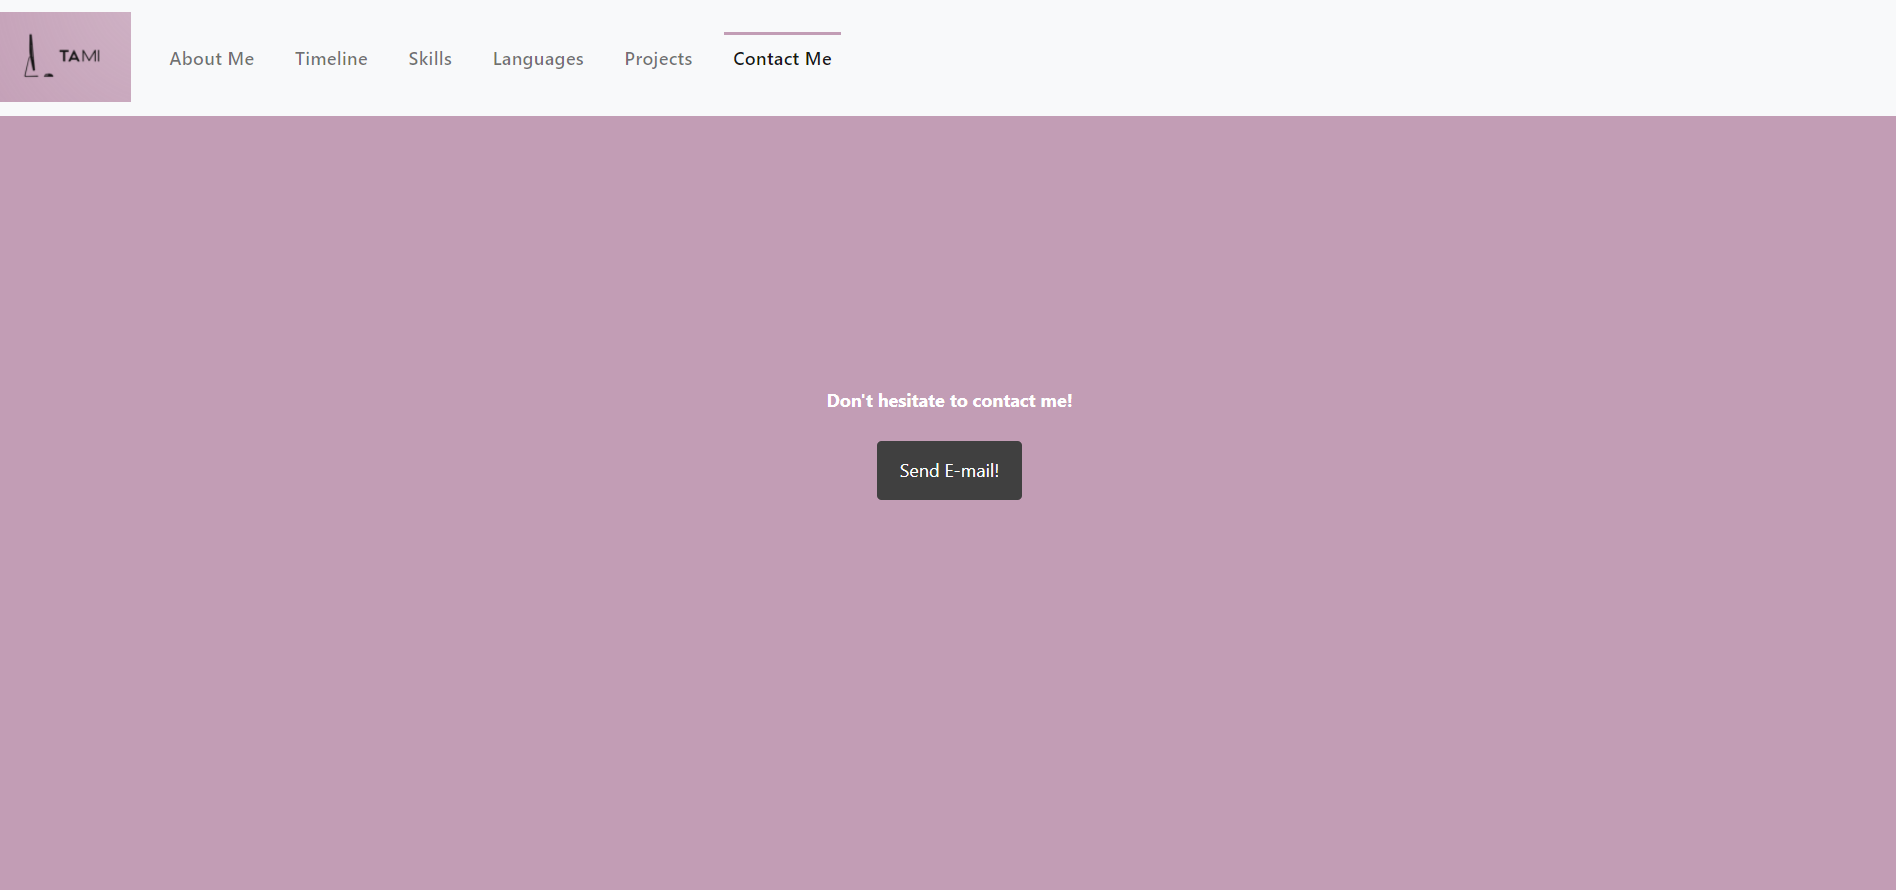 TAMI
About Me
Timeline
Skills
Languages
Projects
Contact Me
Don't hesitate to contact me!
Send E-mail!